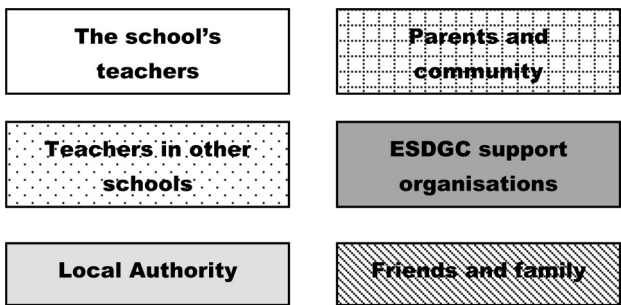 The school's
teachers
Parents and
community
Teachers in other
schools
ESDGC support
organisations
Local Authority
Friends and family